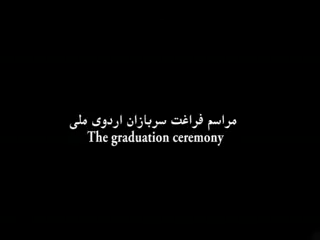 مراسم فراغت سربازان اردوی ملی
The graduation ceremony